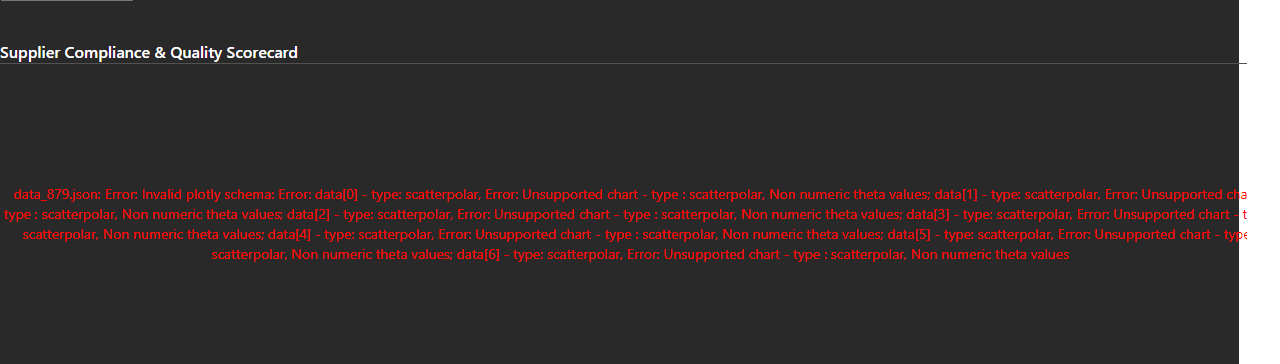 Supplier Compliance & Quality Scorecard
data_879.json: Error: Invalid plotly schema: Error: data[0] - type: scatterpolar, Error: Unsupported chart - type : scatterpolar, Non numeric theta values; data[1] - type: scatterpolar, Error: Unsupported cha
type : scatterpolar, Non numeric theta values; data[2] - type: scatterpolar, Error: Unsupported chart - type : scatterpolar, Non numeric theta values; data[3] - type: scatterpolar, Error: Unsupported chart - t
scatterpolar, Non numeric theta values; data[4] - type: scatterpolar, Error: Unsupported chart - type : scatterpolar, Non numeric theta values; data[5] - type: scatterpolar, Error: Unsupported chart - type
scatterpolar, Non numeric theta values; data[6] - type: scatterpolar, Error: Unsupported chart - type : scatterpolar, Non numeric theta values